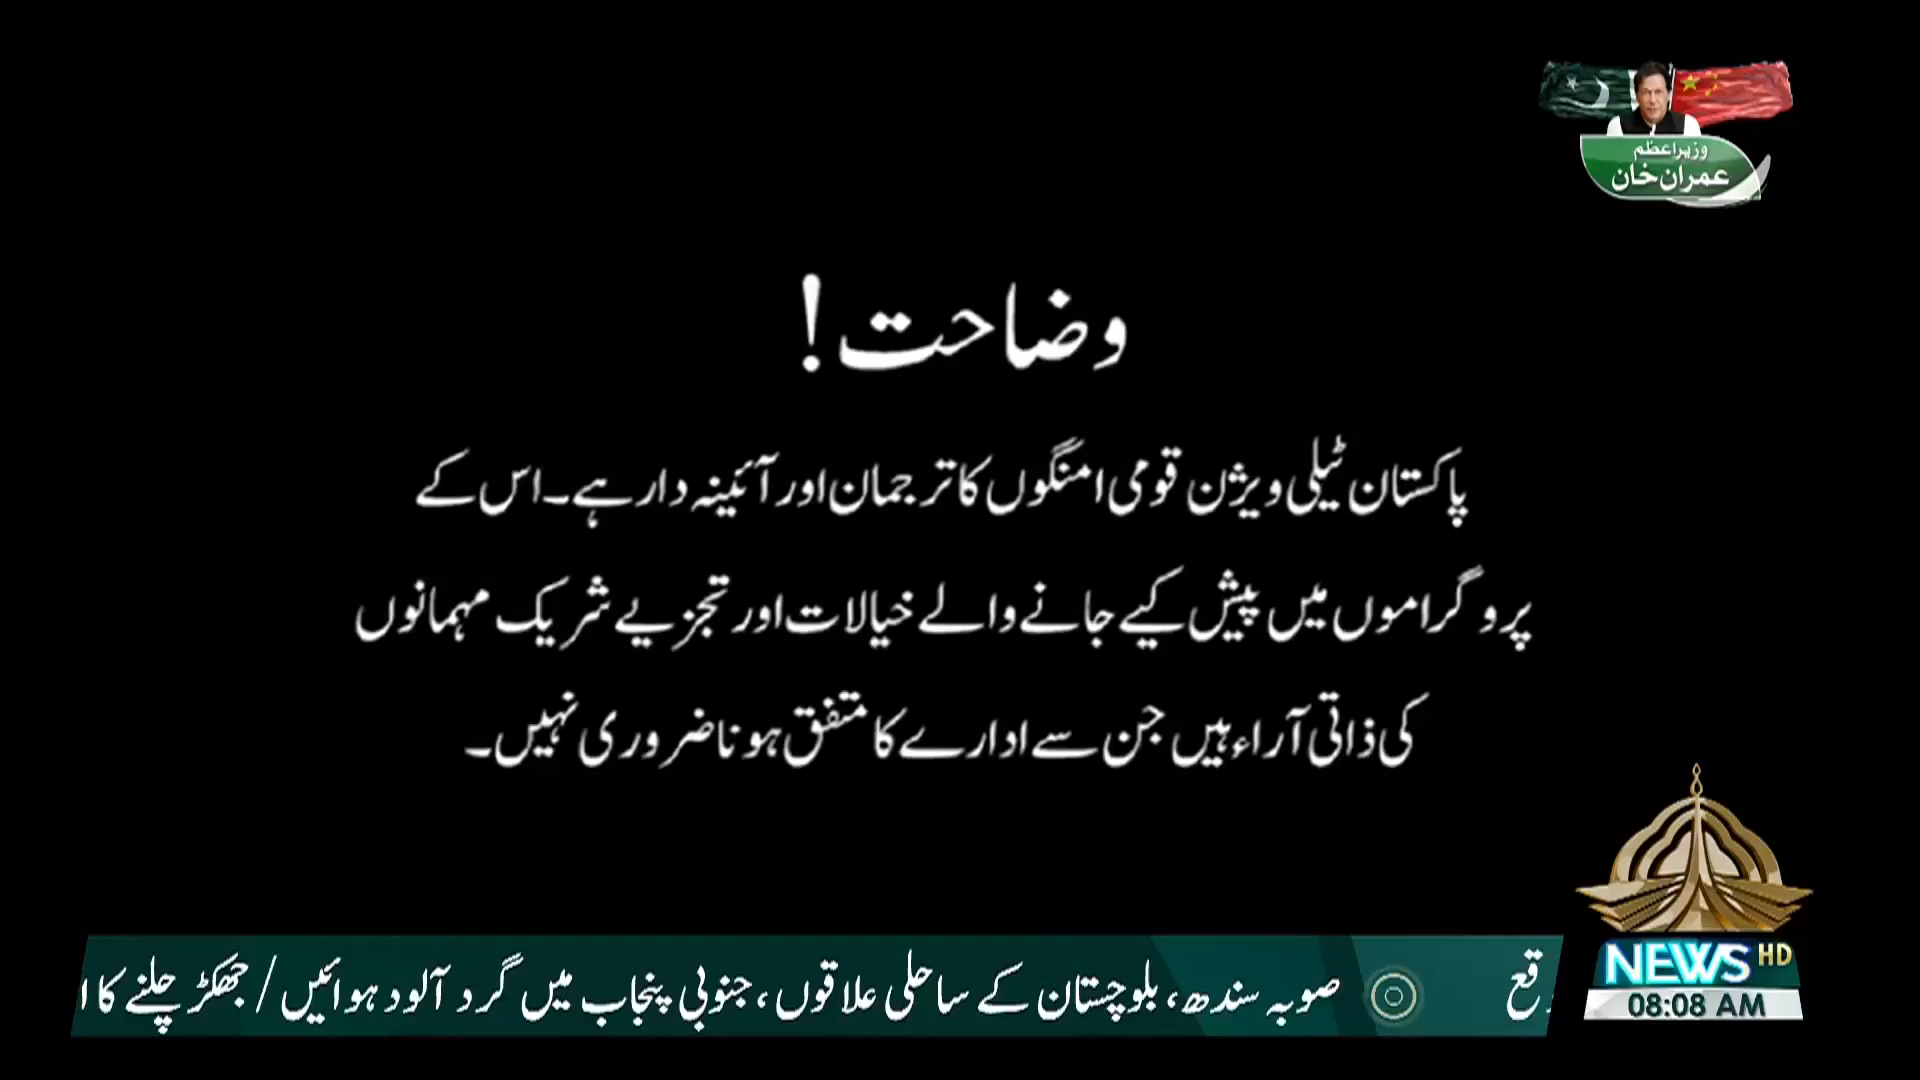 وزیراعظم
عمران خان
وضاحت!
پاکستان ٹیلی ویژن قومی امنگوں کا ترجمان اور آئینہ دار ہے۔ اس کے
پروگراموں میں پیش کیے جانے والے خیالات اور تجزیے شریک مہمانوں
کی ذاتی آراء ہیں جن سے ادارے کا متفق ہونا ضروری نہیں۔
صوبہ سندھ، بلوچستان کے ساحلی علاقوں، جنوبی پنجاب میں گرد آلود ہوائیں / جھکڑ چلنے کا
NEWS HD
08:08 AM